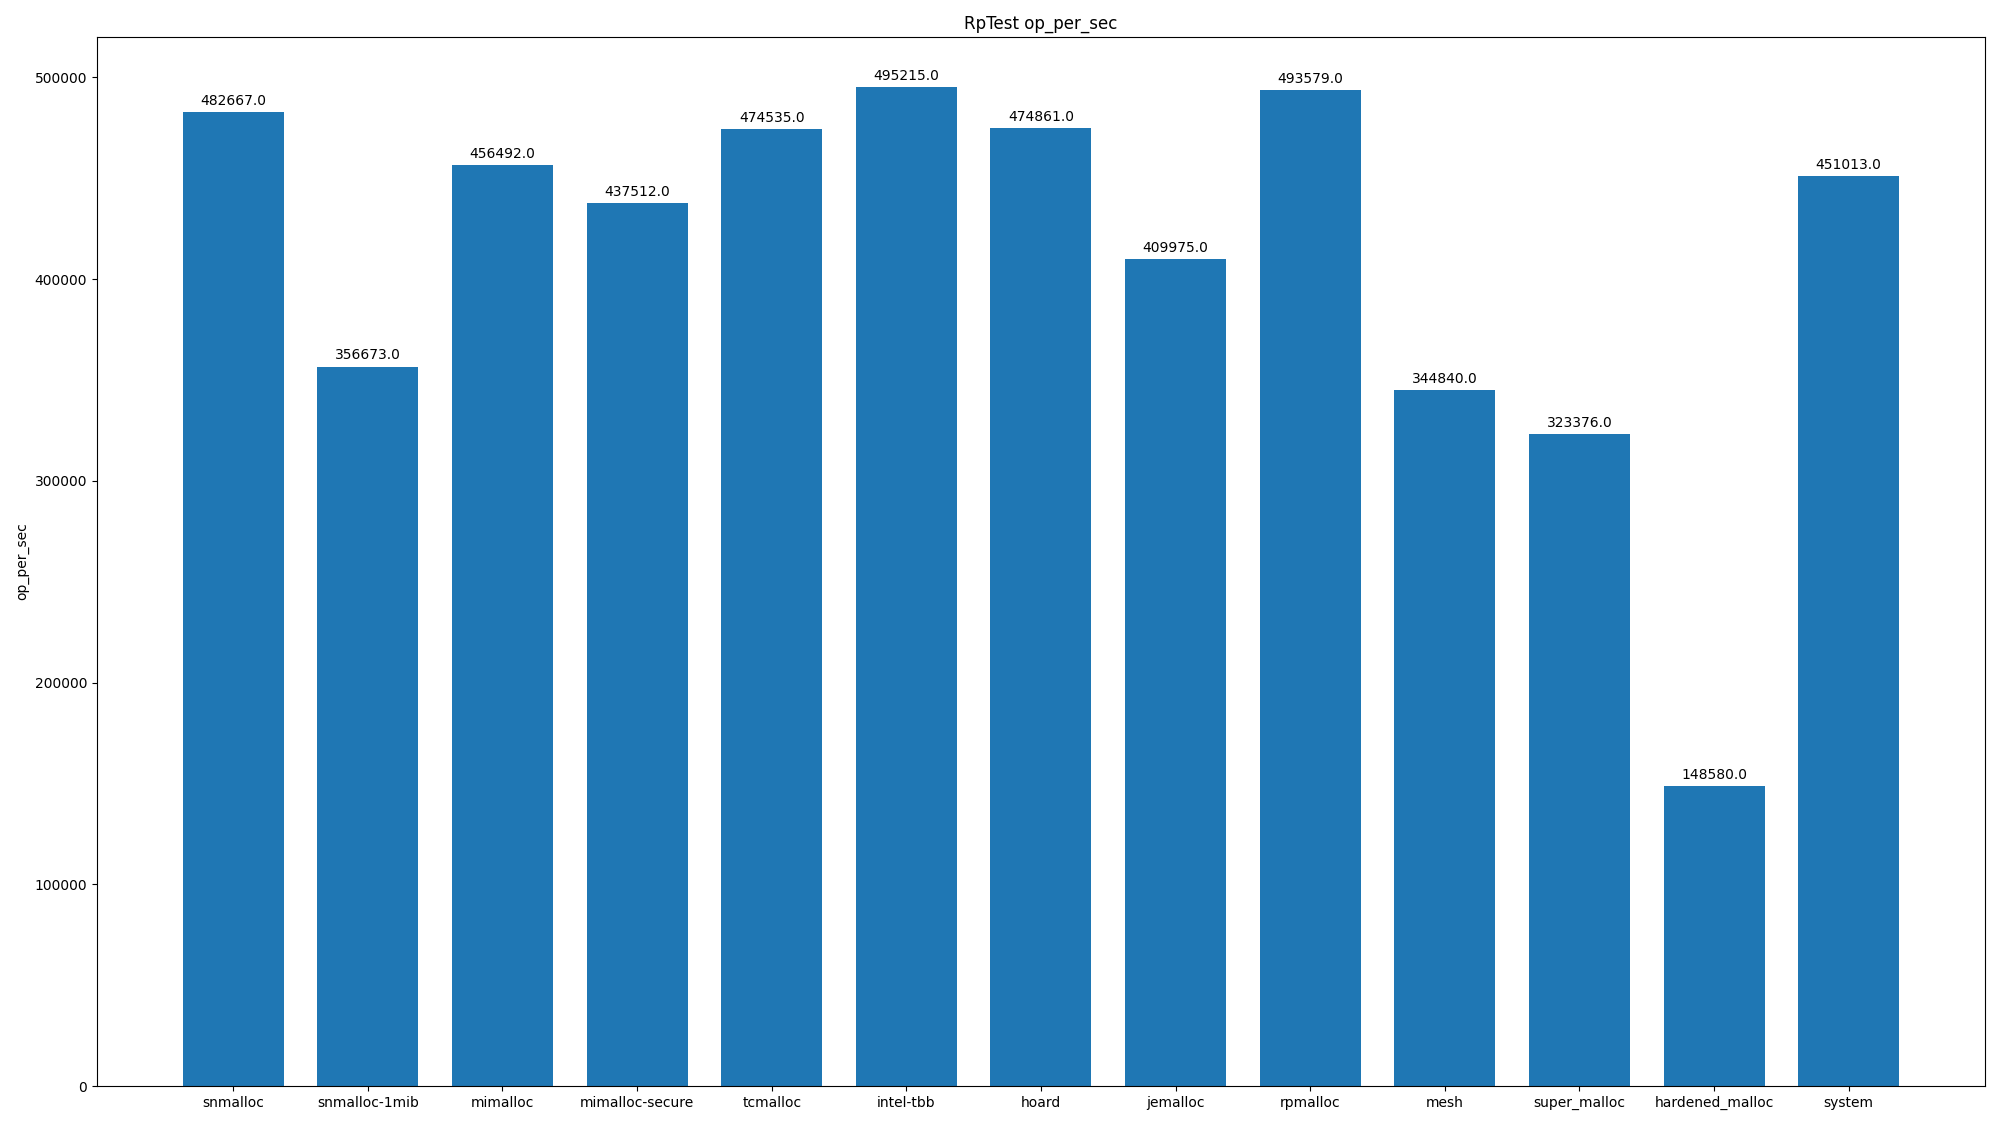 RpTest op_per_sec
op_per_sec
500000
400000
300000
200000
100000
0
482667.0
356673.0
456492.0
437512.0
474535.0
495215.0
474861.0
409975.0
493579.0
344840.0
323376.0
148580.0
451013.0
snmalloc
snmalloc-1mib
mimalloc
mimalloc-secure
tcmalloc
intel-tbb
hoard
jemalloc
rpmalloc
mesh
super_malloc
hardened_malloc
system